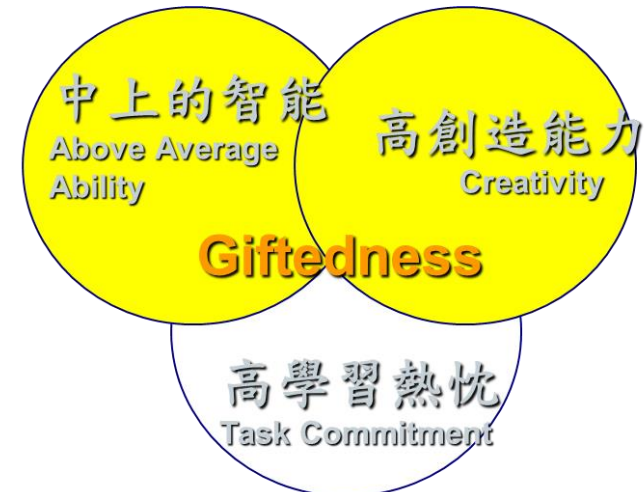 中上的智能
Above Average
Ability
高創造能力
Creativity
Giftedness
高學習熱忱
Task Commitment